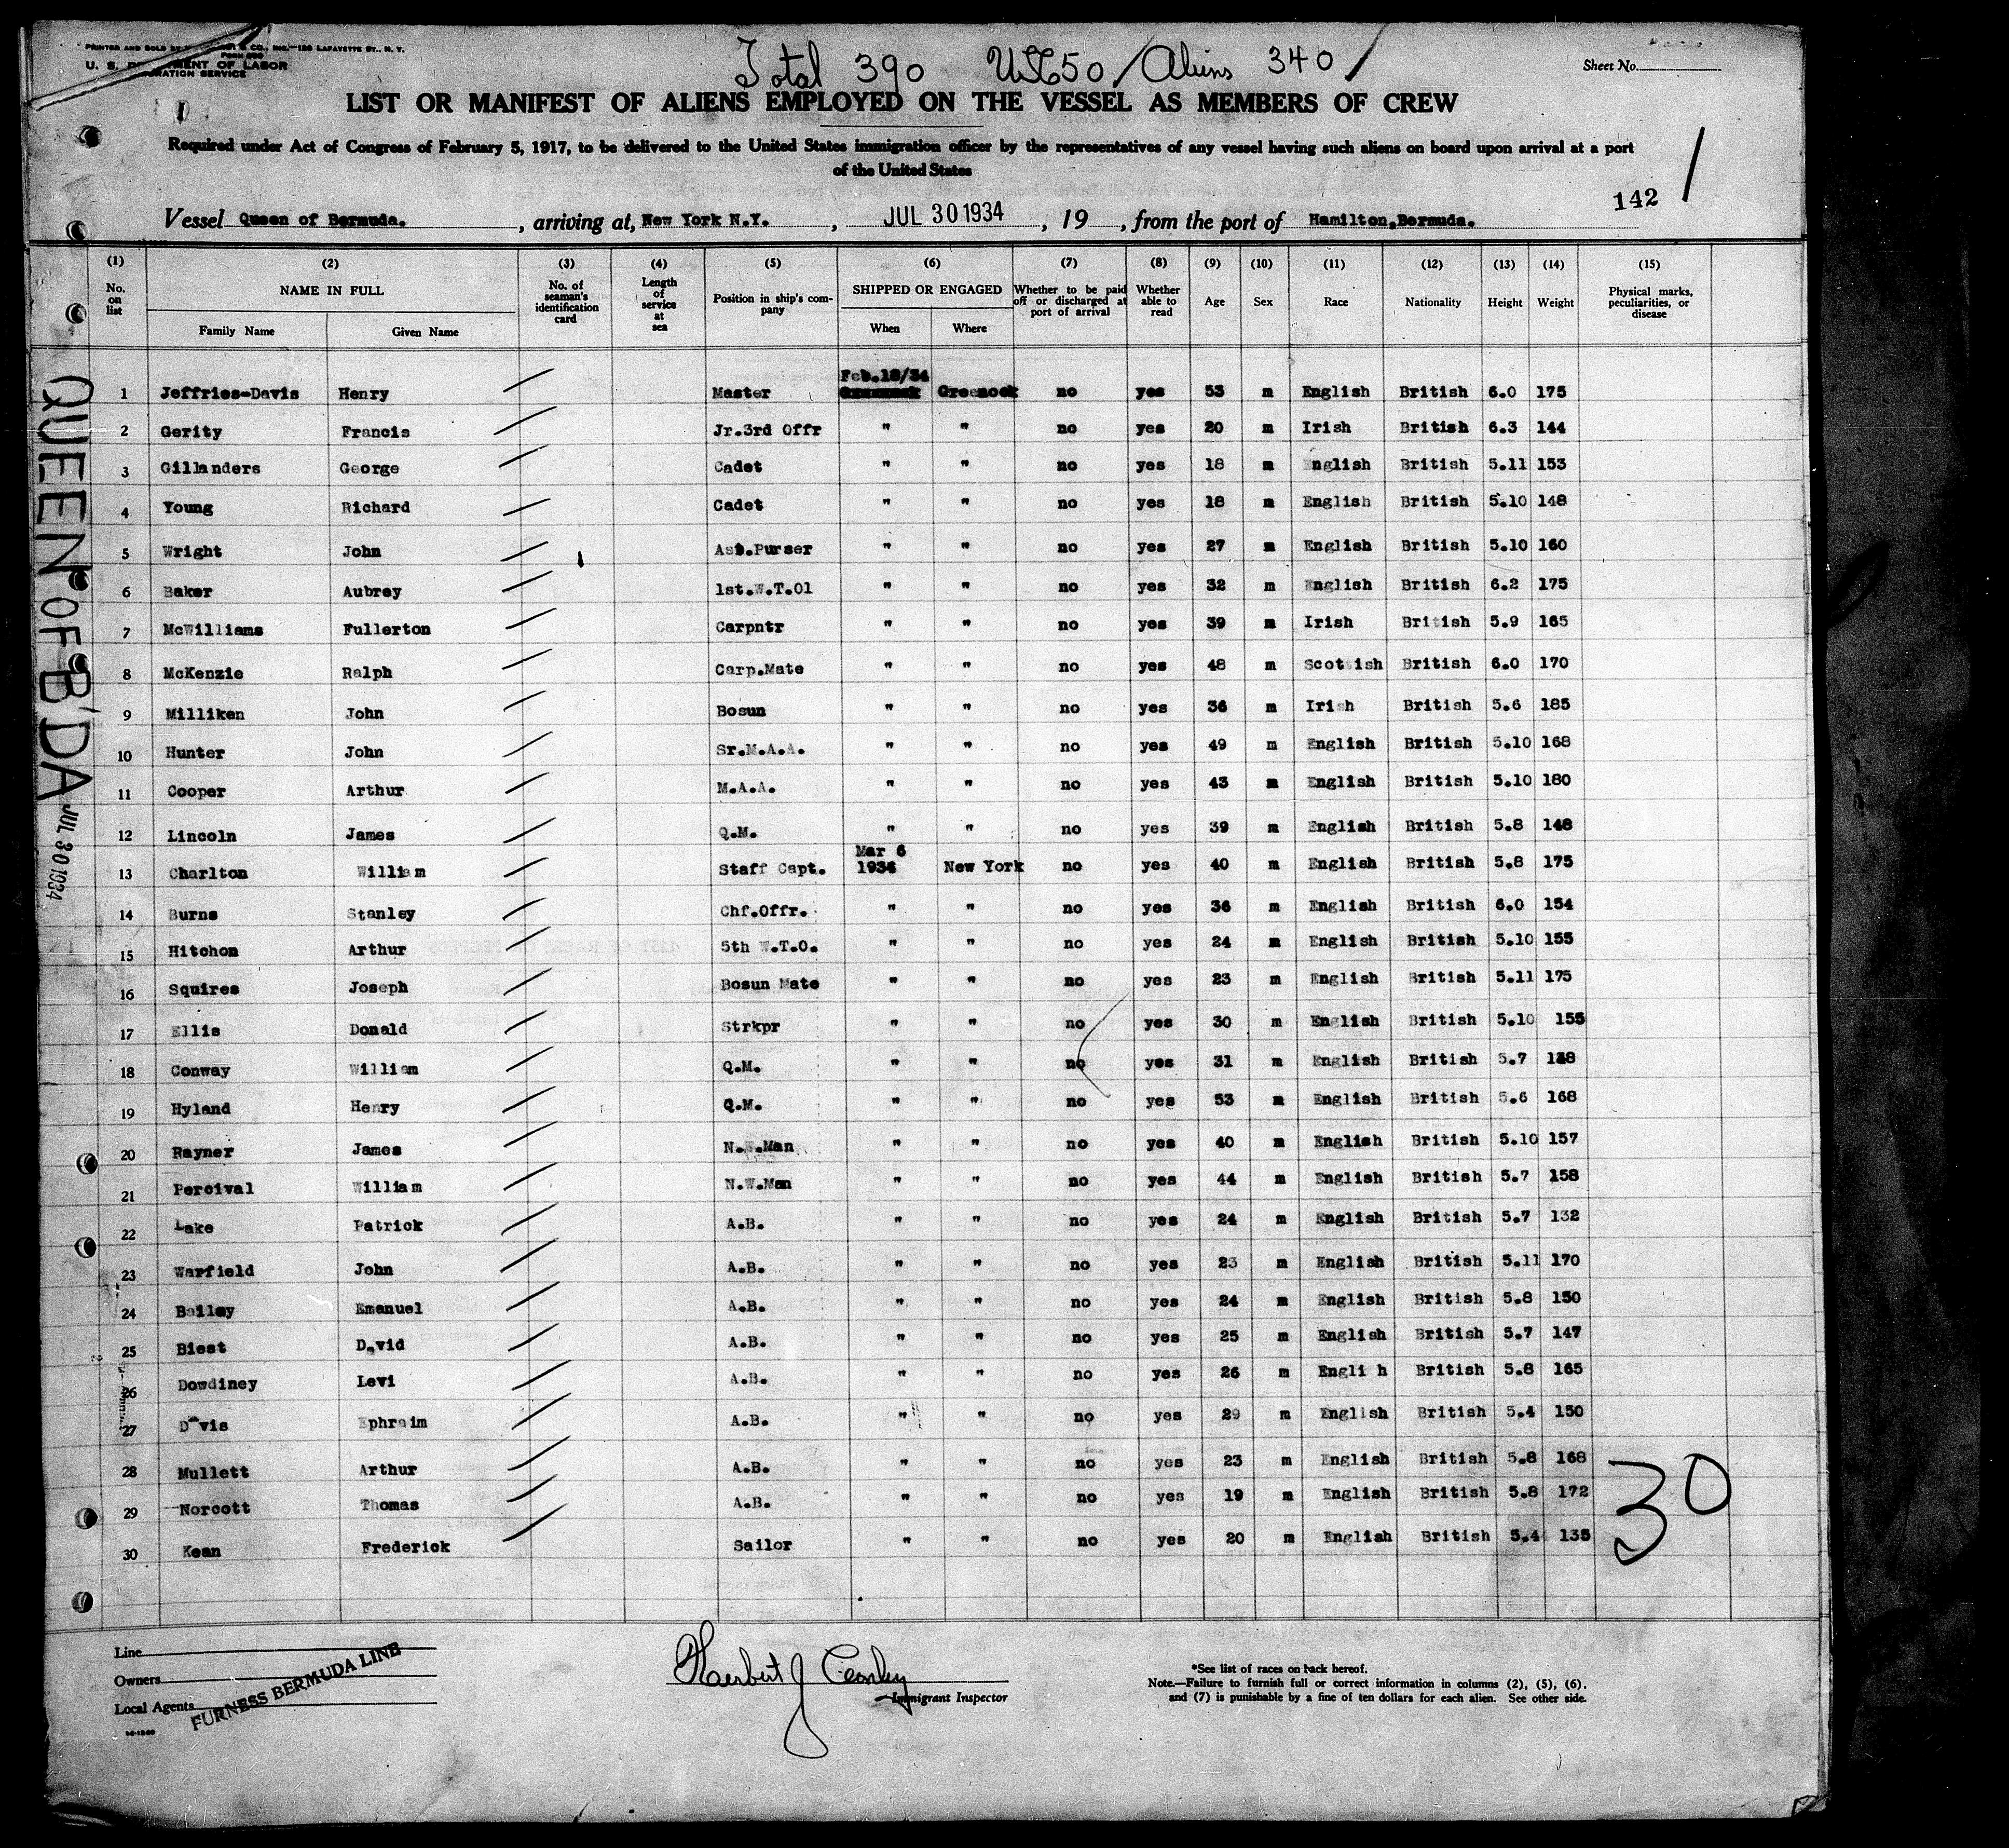 PRINTED AND SOLD BY CO., INC.—120 LAFAYETTE ST., N. Y.
U. S. DEPARTMENT OF LABOR
Total 390 USC 50 / Aliens 340 /
Sheet No.
LIST OR MANIFEST OF ALIENS EMPLOYED ON THE VESSEL AS MEMBERS OF CREW
Required under Act of Congress of February 5, 1917, to be delivered to the United States immigration officer by the representatives of any vessel having such aliens on board upon arrival at a port
of the United States
142
Vessel Queen of Bermuda., arriving at, New York N.Y., JUL 30 1934, 19 , from the port of Hamilton,Bermuda.
(1) (2) (3) (4) (5) (6) (7) (8) (9) (10) (11) (12) (13) (14) (15)
No. on list NAME IN FULL Family Name Given Name No. of seaman's identification card Length of service at sea Position in ship's company SHIPPED OR ENGAGED When Where Whether to be paid off or discharged at port of arrival Whether able to read Age Sex Race Nationality Height Weight Physical marks, peculiarities, or disease
Feb.18/34
1 Jeffries-Davis Henry Master Greenock no yes 53 m English British 6.0 175
2 Gerity Francis Jr.3rd Offr " " no yes 20 m Irish British 6.3 144
3 Gillanders George Cadet " " no yes 18 m English British 5.11 153
4 Young Richard Cadet " " no yes 18 m English British 5.10 148
5 Wright John Ast.Purser " " no yes 27 m English British 5.10 160
6 Baker Aubrey 1st.W.T.Ol " " no yes 32 m English British 6.2 175
7 McWilliams Fullerton Carpntr " " no yes 39 m Irish British 5.9 165
8 McKenzie Ralph Carp.Mate " " no yes 48 m Scottish British 6.0 170
9 Milliken John Bosun " " no yes 36 m Irish British 5.6 185
10 Hunter John Sr.M.A.A. " " no yes 49 m English British 5.10 168
11 Cooper Arthur M.A.A. " " no yes 43 m English British 5.10 180
12 Lincoln James Q.M. " " no yes 39 m English British 5.8 148
Mar 6
13 Charlton William Staff Capt. 1934 New York no yes 40 m English British 5.8 175
14 Burns Stanley Chf.Offr. " " no yes 36 m English British 6.0 154
15 Hitchon Arthur 5th W.T.O. " " no yes 24 m English British 5.10 155
16 Squires Joseph Bosun Mate " " no yes 23 m English British 5.11 175
17 Ellis Donald Strkpr " " no yes 30 m English British 5.10 155
18 Conway William Q.M. " " no yes 31 m English British 5.7
19 Hyland Henry Q.M. " " no yes 53 m English British 5.6 168
20 Rayner James N.W.Man " " no yes 40 m English British 5.10 157
21 Percival William N.W.Man " " no yes 44 m English British 5.7 158
22 Lake Patrick A.B. " " no yes 24 m English British 5.7 132
23 Warfield John A.B. " " no yes 23 m English British 5.11 170
24 Bailey Emanuel A.B. " " no yes 24 m English British 5.8 150
25 Biest David A.B. " " no yes 25 m English British 5.7 147
26 Dowdiney Levi A.B. " " no yes 26 m Engli h British 5.8 165
27 Davis Ephraim A.B. " " no yes 29 m English British 5.4 150
28 Mullett Arthur A.B. " " no yes 23 m English British 5.8 168
29 Norcott Thomas A.B. " " no yes 19 m English British 5.8 172
30 Kean Frederick Sailor " " no yes 20 m English British 5.4 135
30
QUEEN OF B'DA JUL 30 1934
Line
Owners
Local Agents
FURNESS BERMUDA LINE
Herbert J
Immigrant Inspector
*See list of races on back hereof.
Note.—Failure to furnish full or correct information in columns (2), (5), (6),
and (7) is punishable by a fine of ten dollars for each alien. See other side.